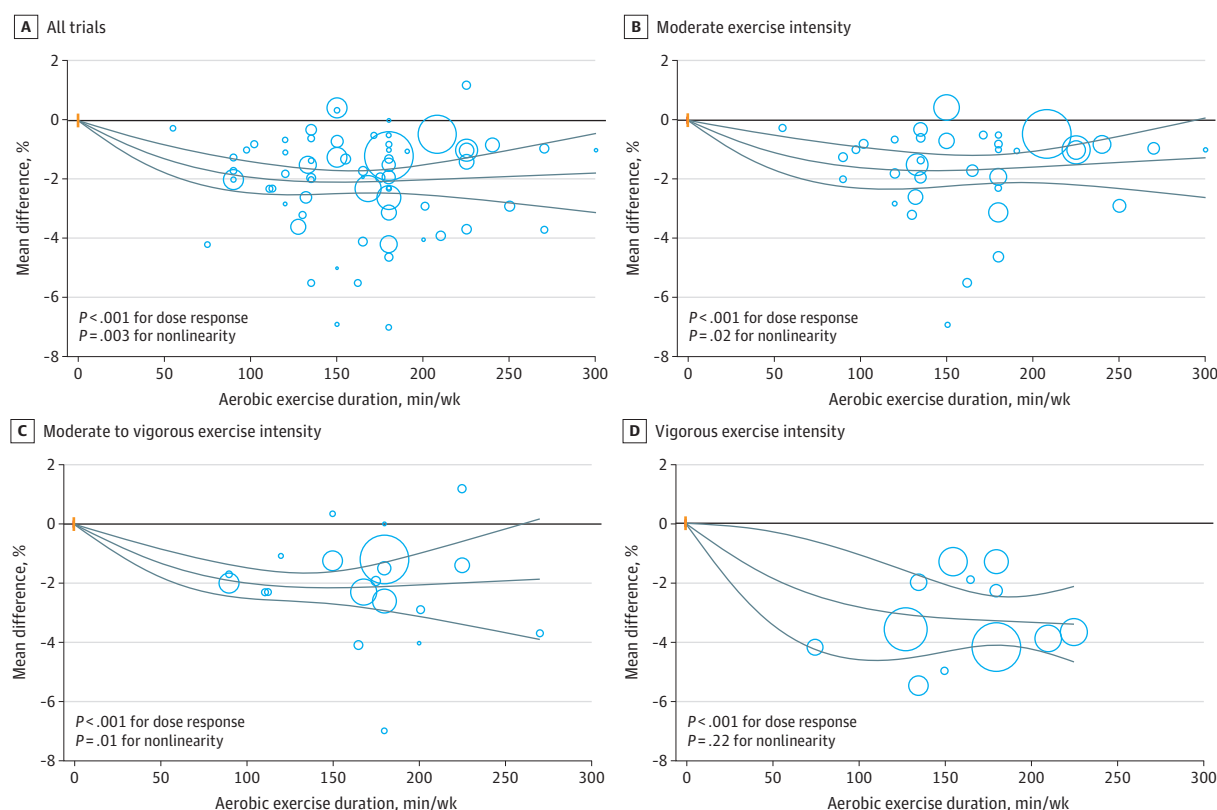 A All trials
2
0
-2
-4
-6
-8
Mean difference, %
P < .001 for dose response
P = .003 for nonlinearity
0 50 100 150 200 250 300
Aerobic exercise duration, min/wk
B Moderate exercise intensity
2
0
-2
-4
-6
-8
Mean difference, %
P < .001 for dose response
P = .02 for nonlinearity
0 50 100 150 200 250 300
Aerobic exercise duration, min/wk
C Moderate to vigorous exercise intensity
2
0
-2
-4
-6
-8
Mean difference, %
P < .001 for dose response
P = .01 for nonlinearity
0 50 100 150 200 250 300
Aerobic exercise duration, min/wk
D Vigorous exercise intensity
2
0
-2
-4
-6
-8
Mean difference, %
P < .001 for dose response
P = .22 for nonlinearity
0 50 100 150 200 250 300
Aerobic exercise duration, min/wk